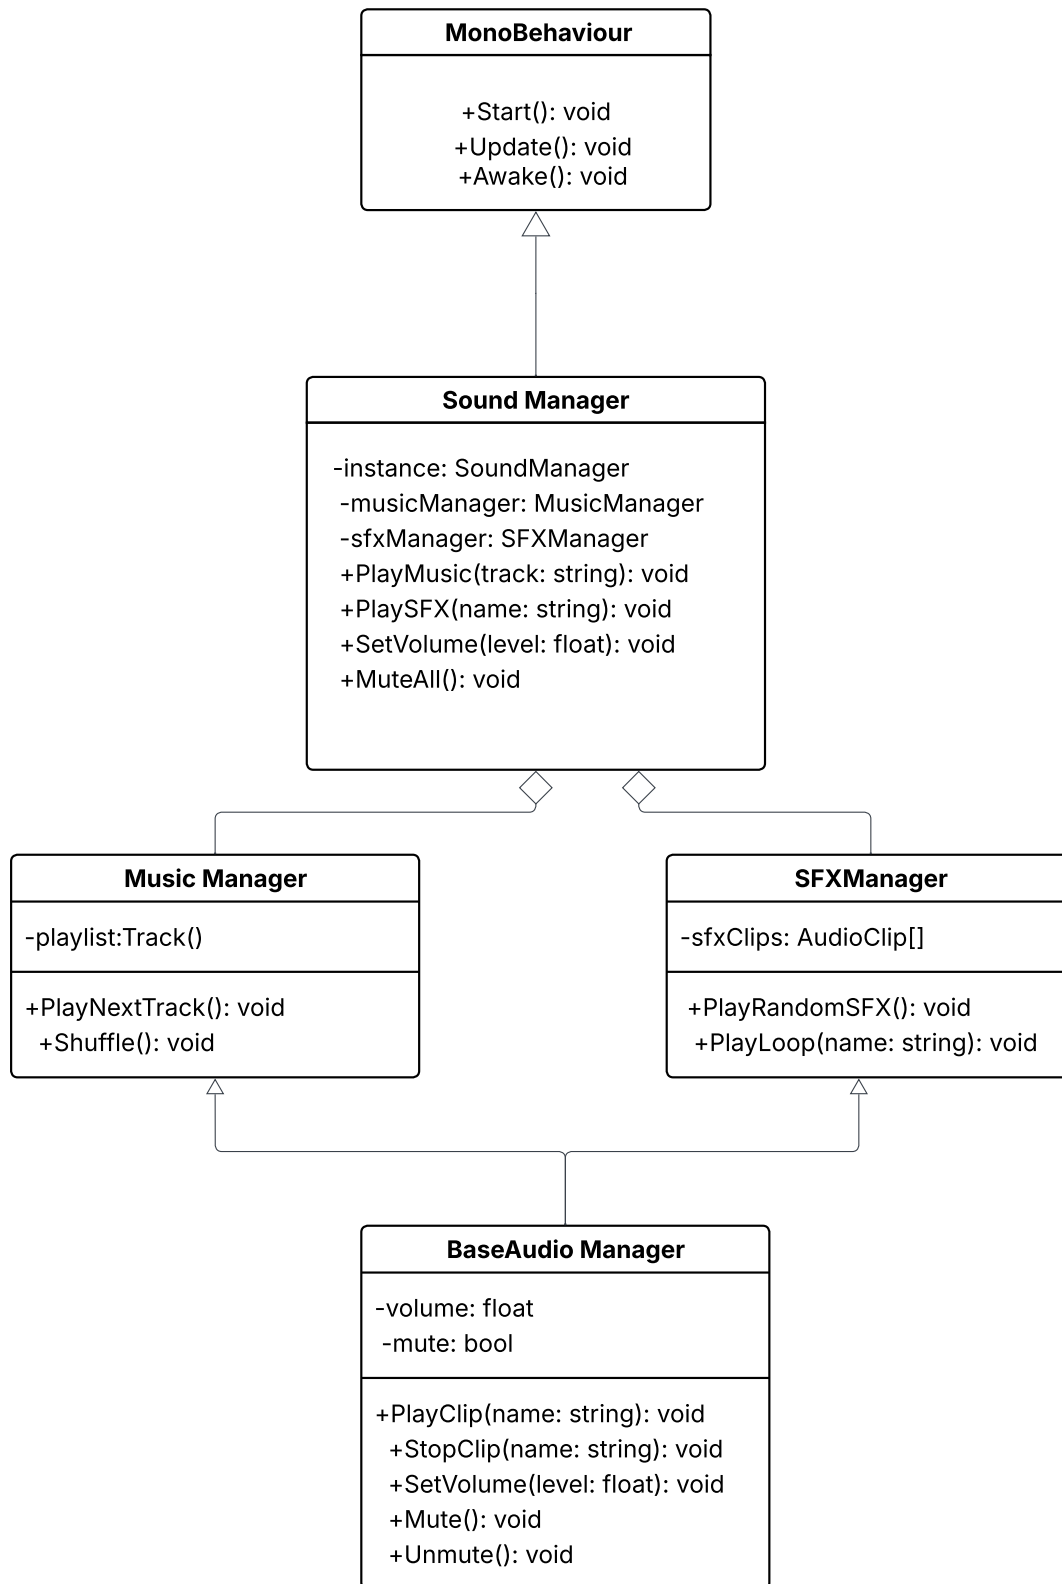 MonoBehaviour
+Start(): void
+Update(): void
+Awake(): void
Sound Manager
-instance: SoundManager
-musicManager: MusicManager
-sfxManager: SFXManager
+PlayMusic(track: string): void
+PlaySFX(name: string): void
+SetVolume(level: float): void
+MuteAll(): void
Music Manager
-playlist:Track()
+PlayNextTrack(): void
+Shuffle(): void
SFXManager
-sfxClips: AudioClip[]
+PlayRandomSFX(): void
+PlayLoop(name: string): void
BaseAudio Manager
-volume: float
-mute: bool
+PlayClip(name: string): void
+StopClip(name: string): void
+SetVolume(level: float): void
+Mute(): void
+Unmute(): void